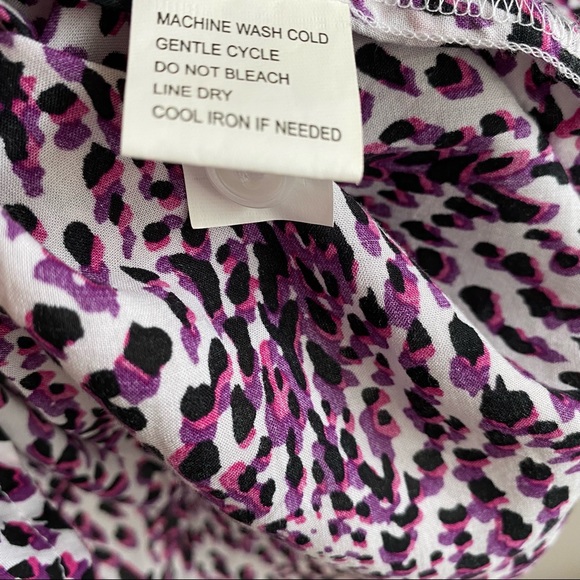 MACHINE WASH COLD
GENTLE CYCLE
DO NOT BLEACH
LINE DRY
COOL IRON IF NEEDED